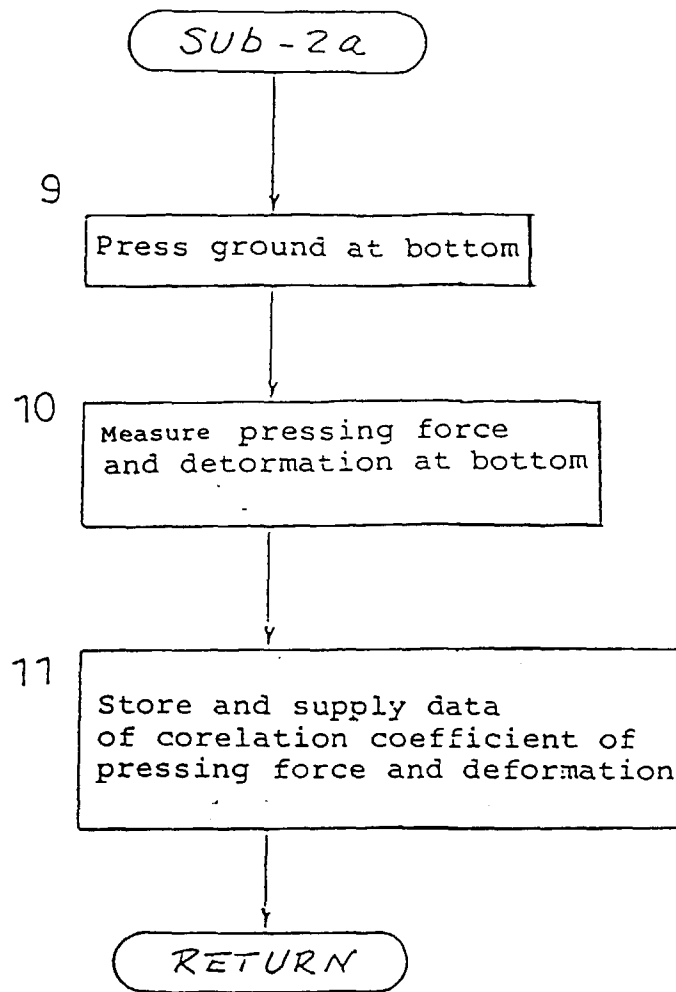 SUb-2a
9
Press ground at bottom
10
Measure pressing force
and detormation at bottom
11
Store and supply data
of corelation coefficient of
pressing force and deformation
RETURN